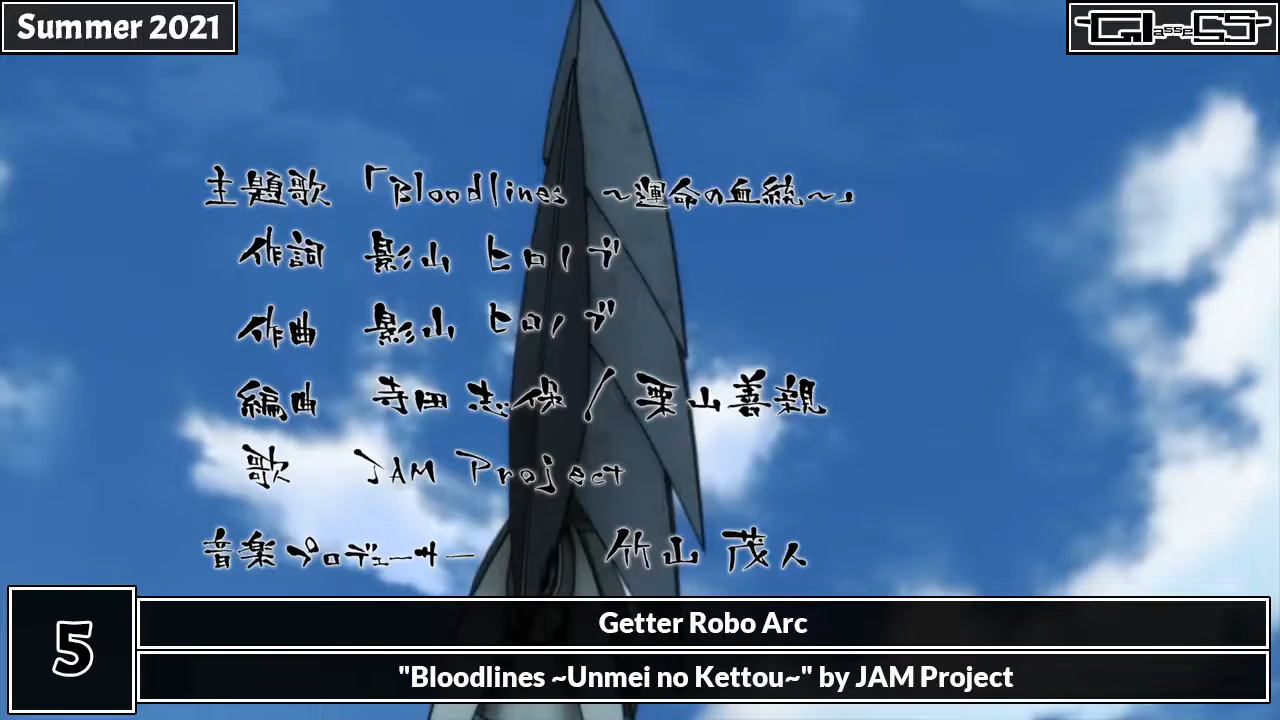 Summer 2021
GlasseSS
主題歌 「Bloodlines ～運命の血統～」
作詞 影山 ヒロノブ
作曲 影山 ヒロノブ
編曲 寺田 志保 / 栗山善親
歌 JAM Project
音楽プロデューサー 竹山 茂人
5
Getter Robo Arc
"Bloodlines ~Unmei no Kettou~" by JAM Project